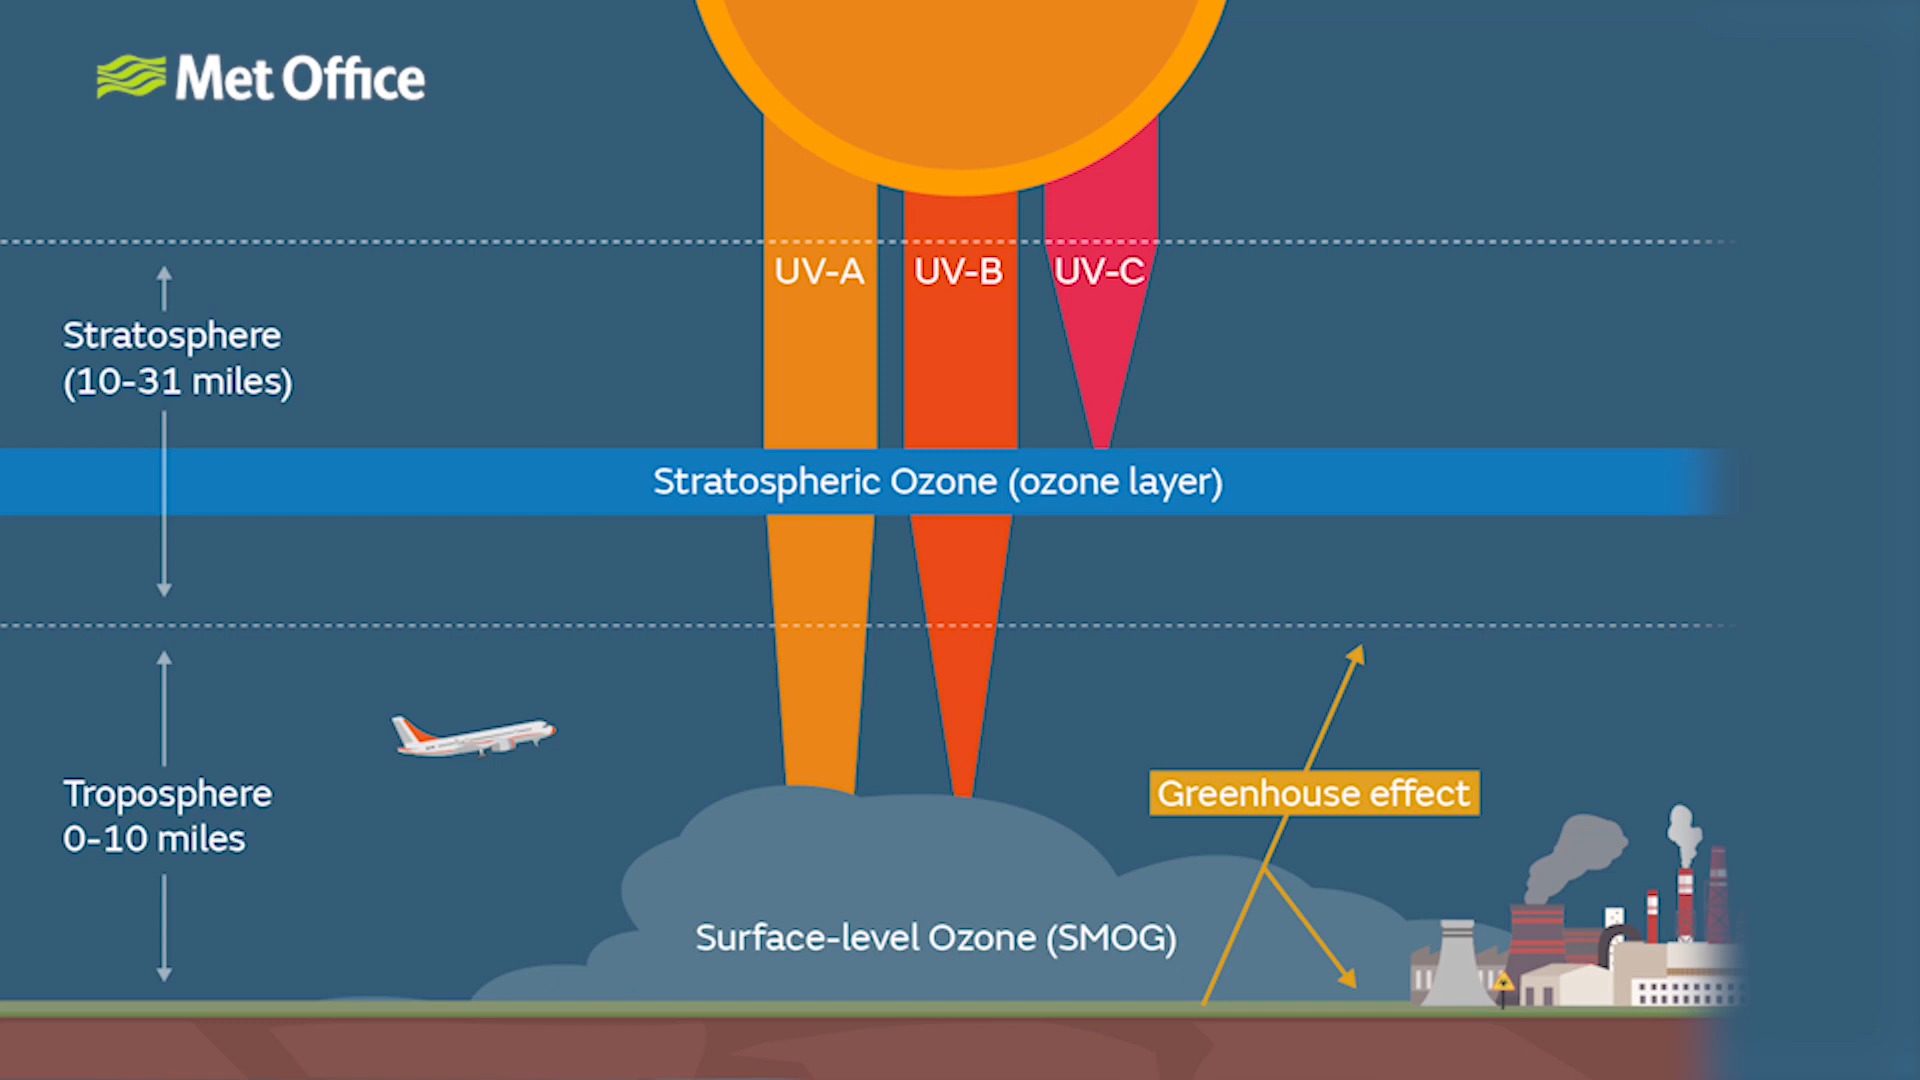 Met Office
UV-A
UV-B
UV-C
Stratosphere
(10-31 miles)
Stratospheric Ozone (ozone layer)
Troposphere
0-10 miles
Greenhouse effect
Surface-level Ozone (SMOG)